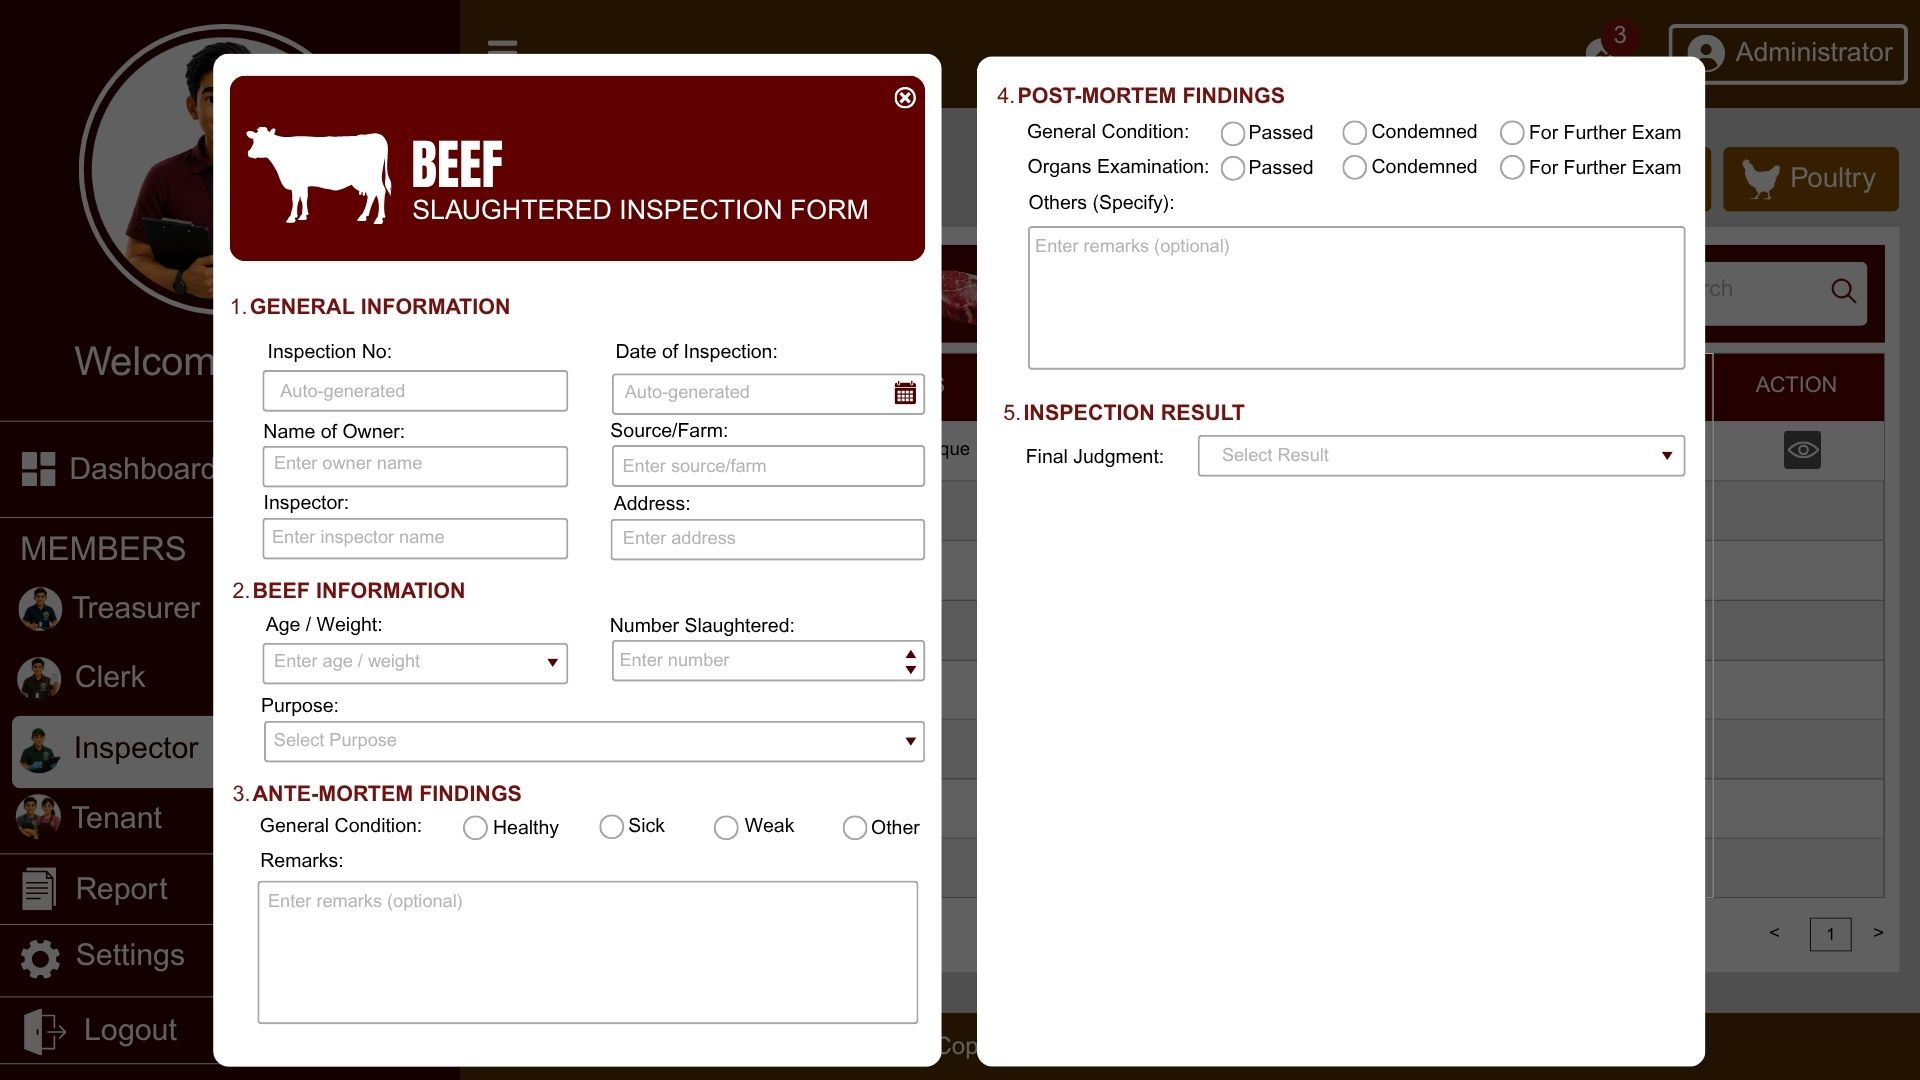 3
Administrator
Welcom
Dashboard
MEMBERS
Treasurer
Clerk
Inspector
Tenant
Report
Settings
Logout
BEEF
SLAUGHTERED INSPECTION FORM
1. GENERAL INFORMATION
Inspection No:
Auto-generated
Date of Inspection:
Auto-generated
Name of Owner:
Enter owner name
Source/Farm:
Enter source/farm
Inspector:
Enter inspector name
Address:
Enter address
2. BEEF INFORMATION
Age / Weight:
Enter age / weight
Number Slaughtered:
Enter number
Purpose:
Select Purpose
3. ANTE-MORTEM FINDINGS
General Condition: Healthy Sick Weak Other
Remarks:
Enter remarks (optional)
4. POST-MORTEM FINDINGS
General Condition: Passed Condemned For Further Exam
Organs Examination: Passed Condemned For Further Exam
Others (Specify):
Enter remarks (optional)
5. INSPECTION RESULT
Final Judgment: Select Result
Poultry
rch
S
ACTION
que
< 1 >
Cop